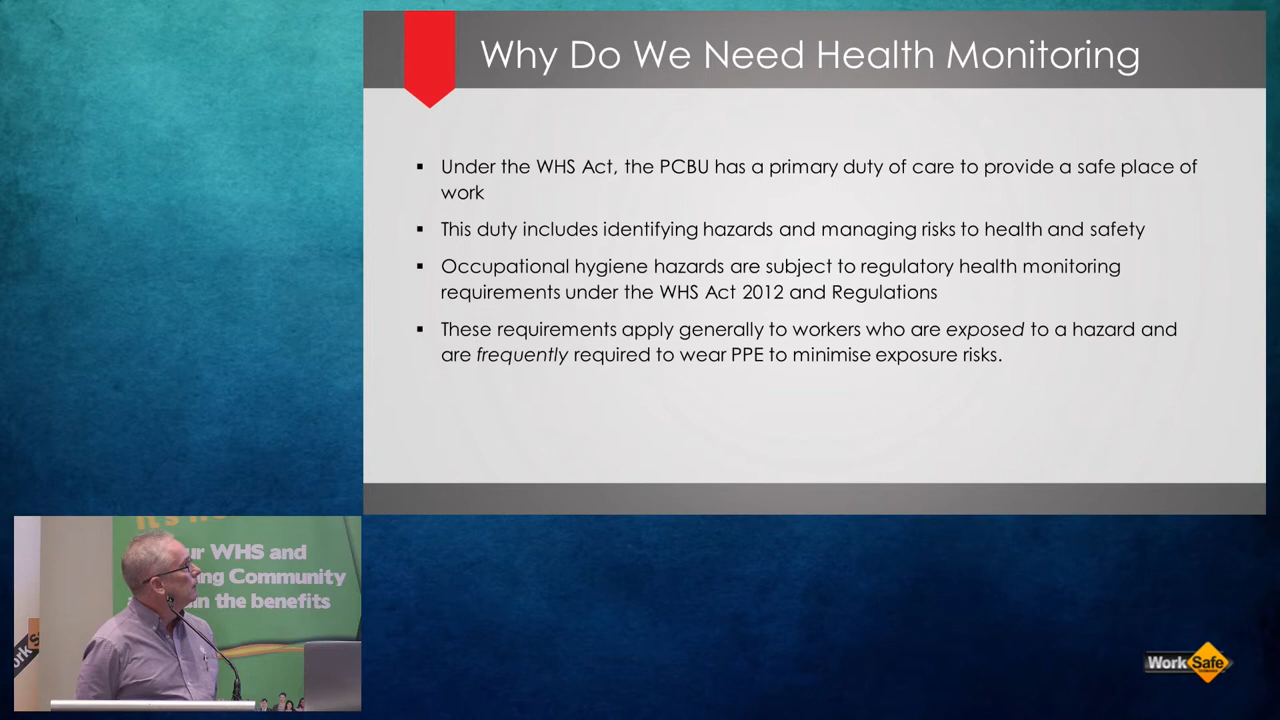 Why Do We Need Health Monitoring
▪ Under the WHS Act, the PCBU has a primary duty of care to provide a safe place of
work
▪ This duty includes identifying hazards and managing risks to health and safety
▪ Occupational hygiene hazards are subject to regulatory health monitoring
requirements under the WHS Act 2012 and Regulations
▪ These requirements apply generally to workers who are exposed to a hazard and
are frequently required to wear PPE to minimise exposure risks.
WHS and
Community
the benefits
WorkSafe